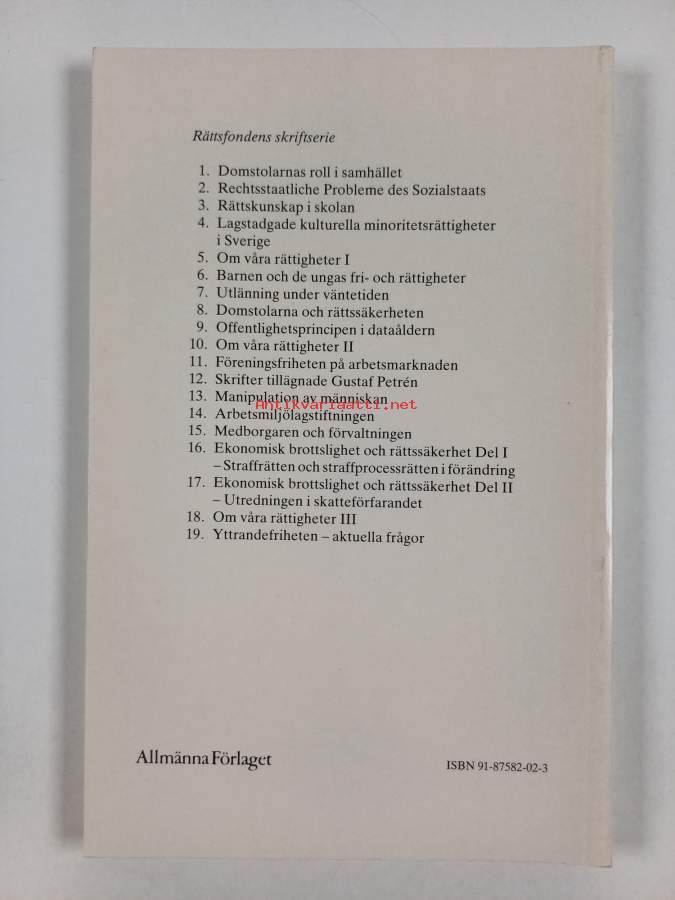 Rättsfondens skriftserie
1. Domstolarnas roll i samhället
2. Rechtsstaatliche Probleme des Sozialstaats
3. Rättskunskap i skolan
4. Lagstadgade kulturella minoritetsrättigheter
i Sverige
5. Om våra rättigheter I
6. Barnen och de ungas fri- och rättigheter
7. Utlänning under väntetiden
8. Domstolarna och rättssäkerheten
9. Offentlighetsprincipen i dataåldern
10. Om våra rättigheter II
11. Föreningsfriheten på arbetsmarknaden
12. Skrifter tillägnade Gustaf Petrén
13. Manipulation av människan
Antikvariaatti.net
14. Arbetsmiljölagstiftningen
15. Medborgaren och förvaltningen
16. Ekonomisk brottslighet och rättssäkerhet Del I
– Straffrätten och straffprocessrätten i förändring
17. Ekonomisk brottslighet och rättssäkerhet Del II
– Utredningen i skatteförfarandet
18. Om våra rättigheter III
19. Yttrandefriheten – aktuella frågor
Allmänna Förlaget
ISBN 91-87582-02-3